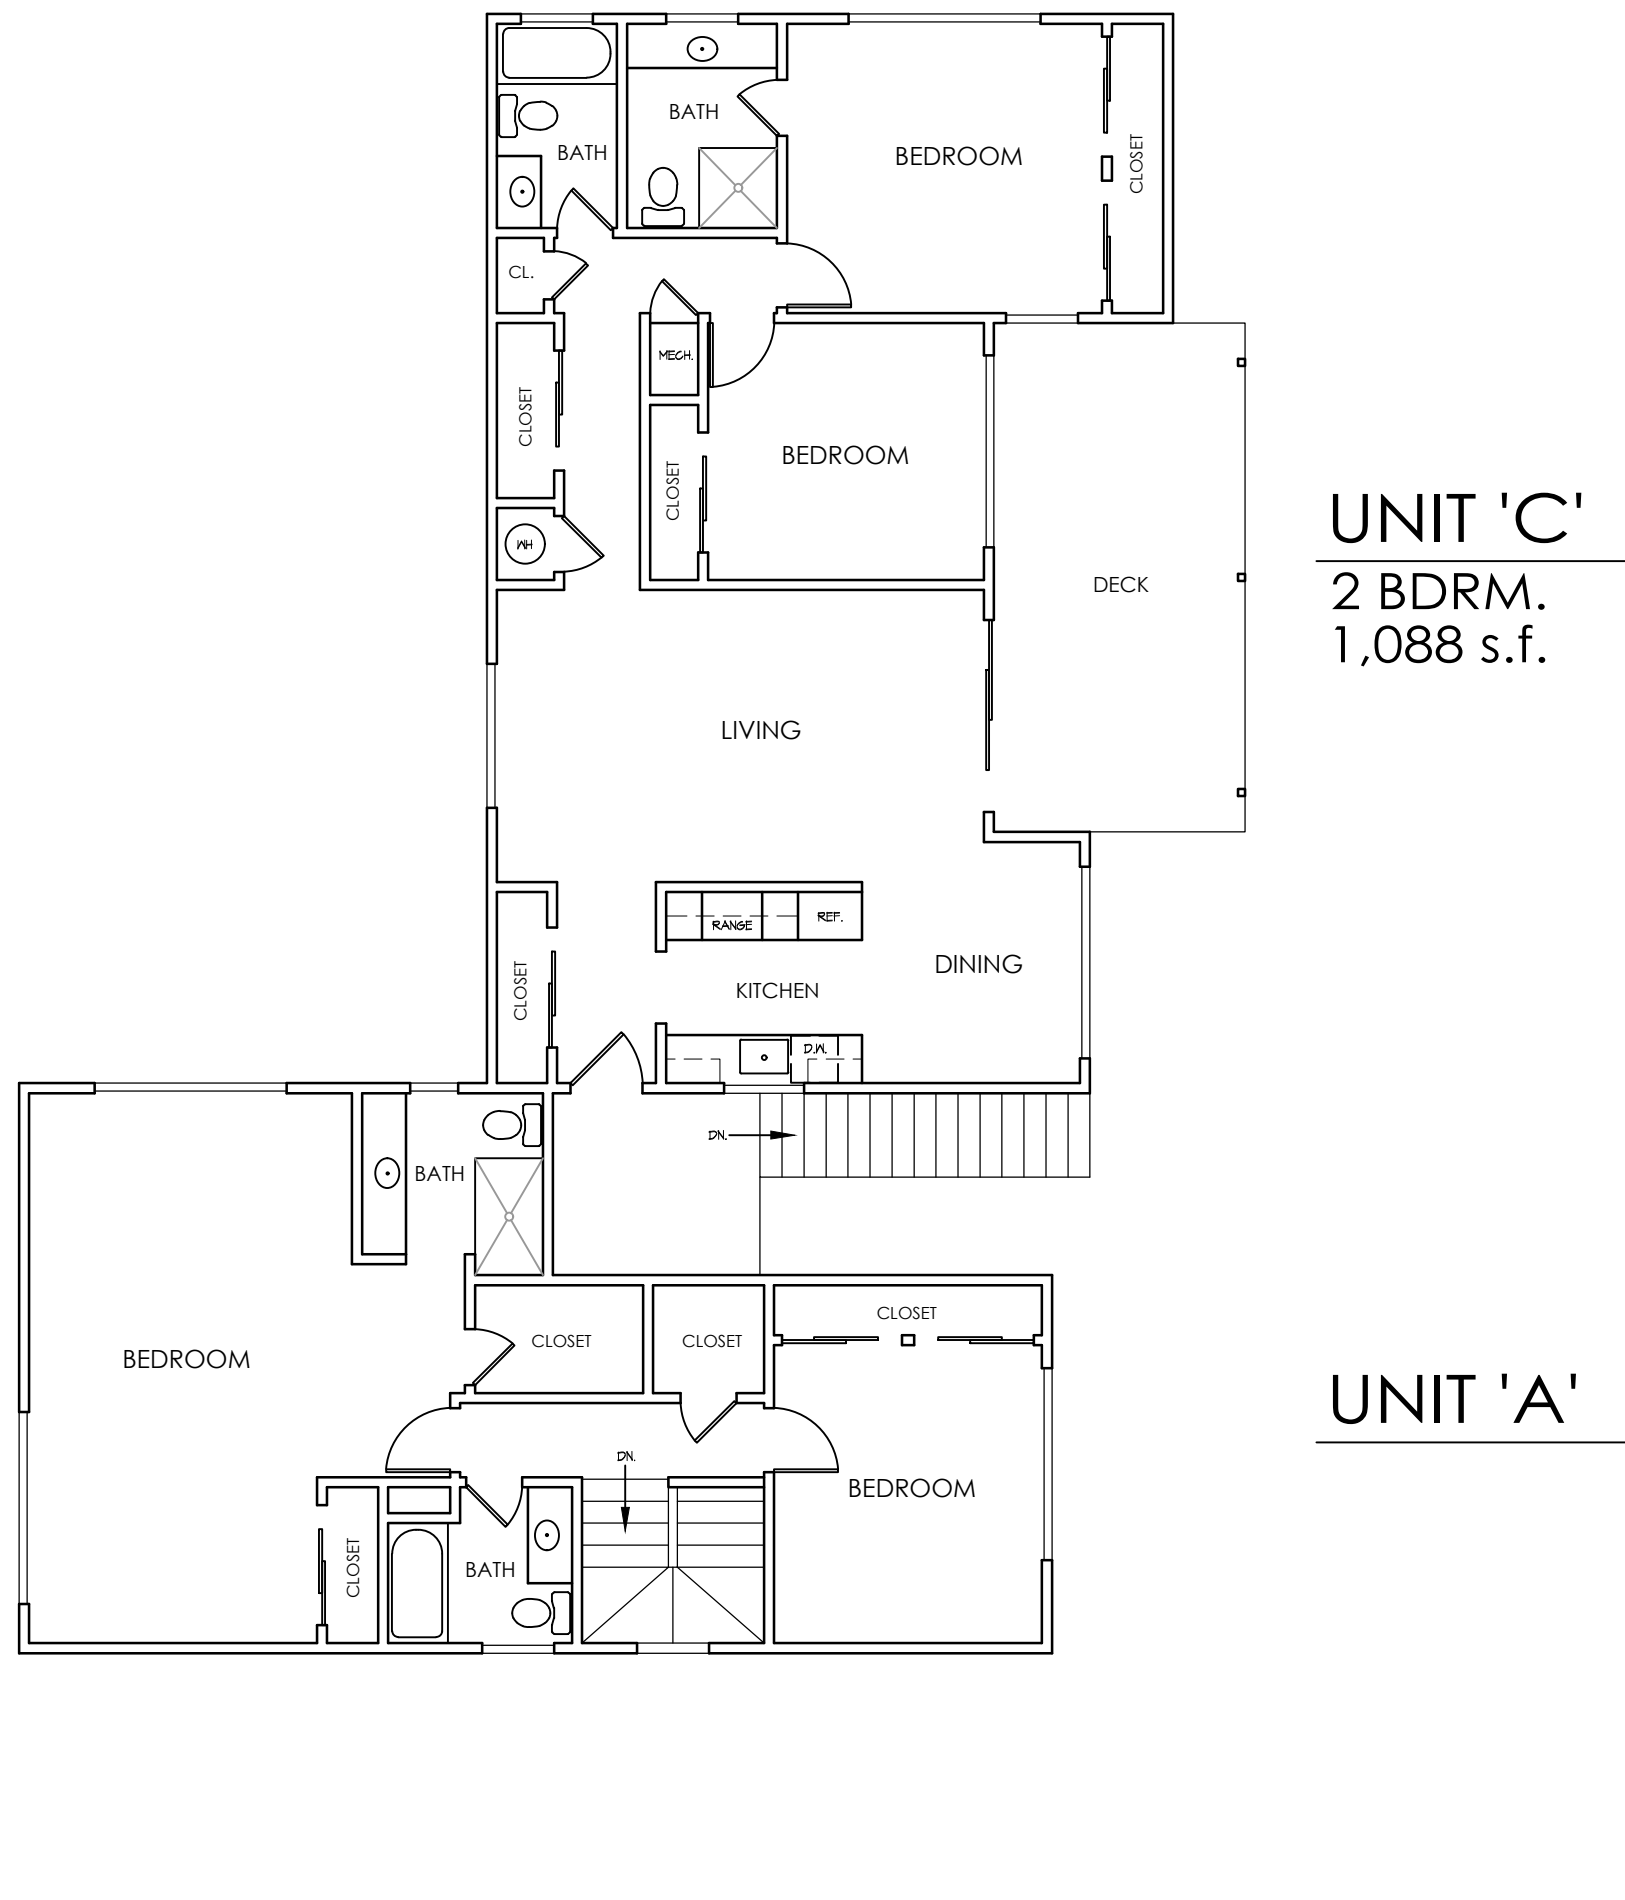 BATH
BATH
BEDROOM
CLOSET
CL.
MECH.
CLOSET
CLOSET
BEDROOM
WH
DECK
UNIT 'C'
2 BDRM.
1,088 s.f.
LIVING
RANGE
REF.
CLOSET
KITCHEN
DINING
D.W.
DN.
BATH
CLOSET
CLOSET
CLOSET
BEDROOM
UNIT 'A'
DN.
BEDROOM
CLOSET
BATH